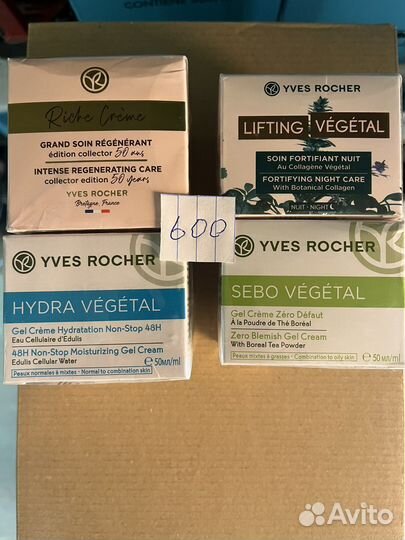 YVES ROCHER
Riche Crème
GRAND SOIN RÉGÉNÉRANT
édition collector 50 ans
INTENSE REGENERATING CARE
collector edition 50 years
YVES ROCHER
Bretagne, France
YVES ROCHER
LIFTING VÉGÉTAL
SOIN FORTIFIANT NUIT
Au Collagène Végétal
FORTIFYING NIGHT CARE
With Botanical Collagen
NUIT • NIGHT
600
YVES ROCHER
HYDRA VÉGÉTAL
Gel Crème Hydratation Non-Stop 48H
Eau Cellulaire d'Edulis
48H Non-Stop Moisturizing Gel Cream
Edulis Cellular Water
Peaux normales à mixtes • Normal to combination skin
℮50мл/ml
YVES ROCHER
SEBO VÉGÉTAL
Gel Crème Zéro Défaut
À la Poudre de Thé Boréal
Zero Blemish Gel Cream
With Boreal Tea Powder
Peaux mixtes à grasses • Combination to oily skin
℮50мл/ml
Avito